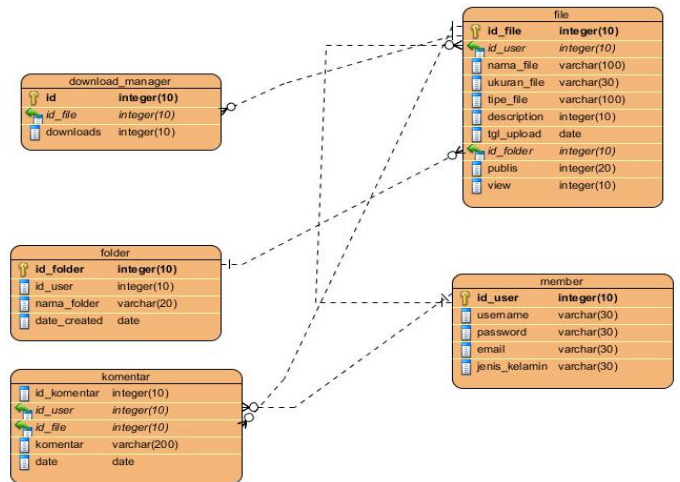 file
id_file integer(10)
id_user integer(10)
nama_file varchar(100)
ukuran_file varchar(30)
tipe_file varchar(100)
description integer(10)
tgl_upload date
id_folder integer(10)
publis integer(20)
view integer(10)
download_manager
id integer(10)
id_file integer(10)
downloads integer(10)
folder
id_folder integer(10)
id_user integer(10)
nama_folder varchar(20)
date_created date
member
id_user integer(10)
username varchar(30)
password varchar(30)
email varchar(30)
jenis_kelamin varchar(30)
komentar
id_komentar integer(10)
id_user integer(10)
id_file integer(10)
komentar varchar(200)
date date